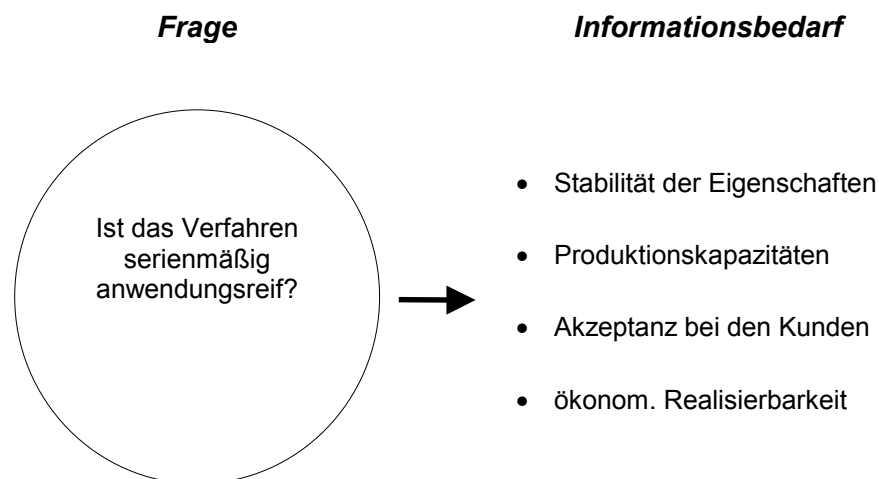 Frage
Informationsbedarf
Ist das Verfahren
serienmäßig
anwendungsreif?
• Stabilität der Eigenschaften
• Produktionskapazitäten
• Akzeptanz bei den Kunden
• ökonom. Realisierbarkeit